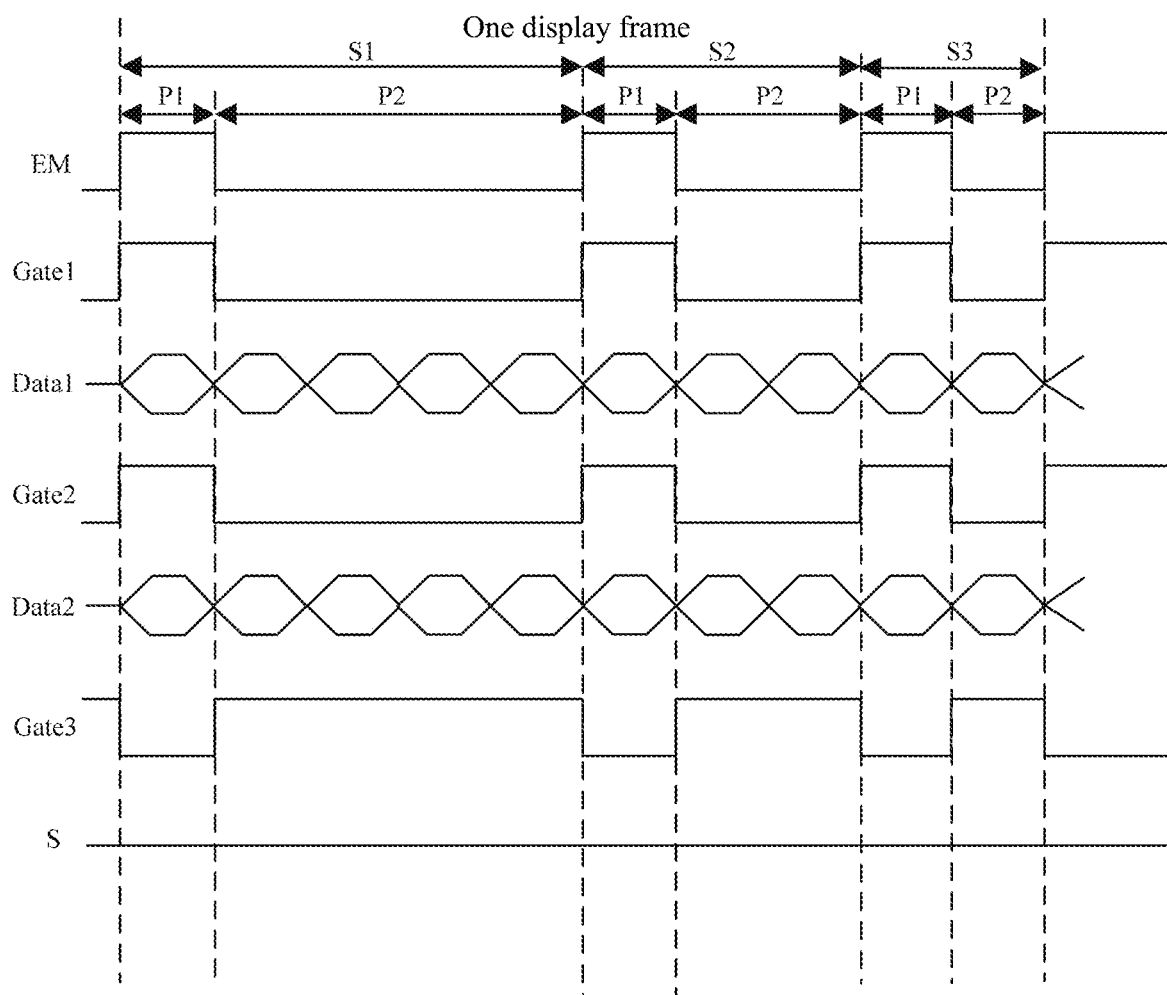 One display frame
S1 S2 S3
P1 P2 P1 P2 P1 P2
EM
Gate1
Data1
Gate2
Data2
Gate3
S